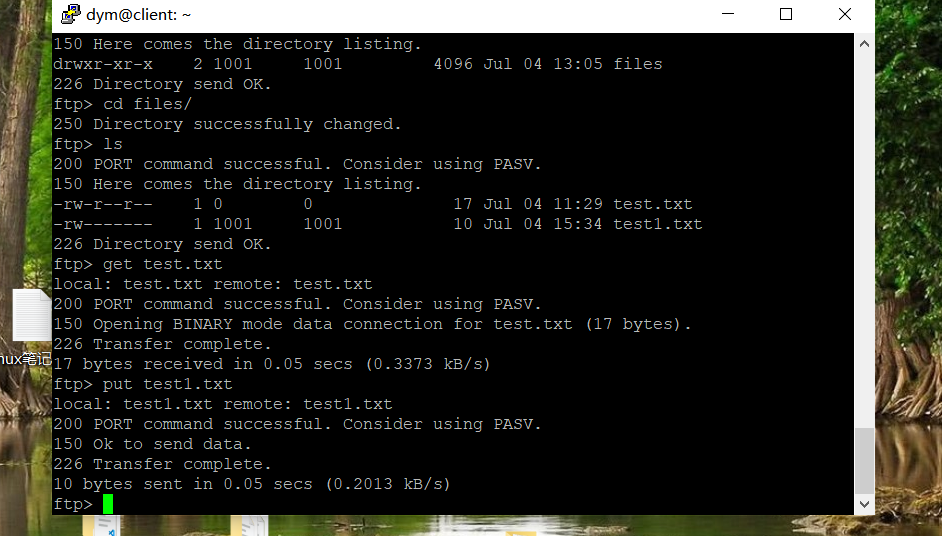 dym@client: ~
150 Here comes the directory listing.
drwxr-xr-x    2 1001     1001         4096 Jul 04 13:05 files
226 Directory send OK.
ftp> cd files/
250 Directory successfully changed.
ftp> ls
200 PORT command successful. Consider using PASV.
150 Here comes the directory listing.
-rw-r--r--    1 0        0              17 Jul 04 11:29 test.txt
-rw-------    1 1001     1001           10 Jul 04 15:34 test1.txt
226 Directory send OK.
ftp> get test.txt
local: test.txt remote: test.txt
200 PORT command successful. Consider using PASV.
150 Opening BINARY mode data connection for test.txt (17 bytes).
226 Transfer complete.
17 bytes received in 0.05 secs (0.3373 kB/s)
ftp> put test1.txt
local: test1.txt remote: test1.txt
200 PORT command successful. Consider using PASV.
150 Ok to send data.
226 Transfer complete.
10 bytes sent in 0.05 secs (0.2013 kB/s)
ftp>
nux笔记